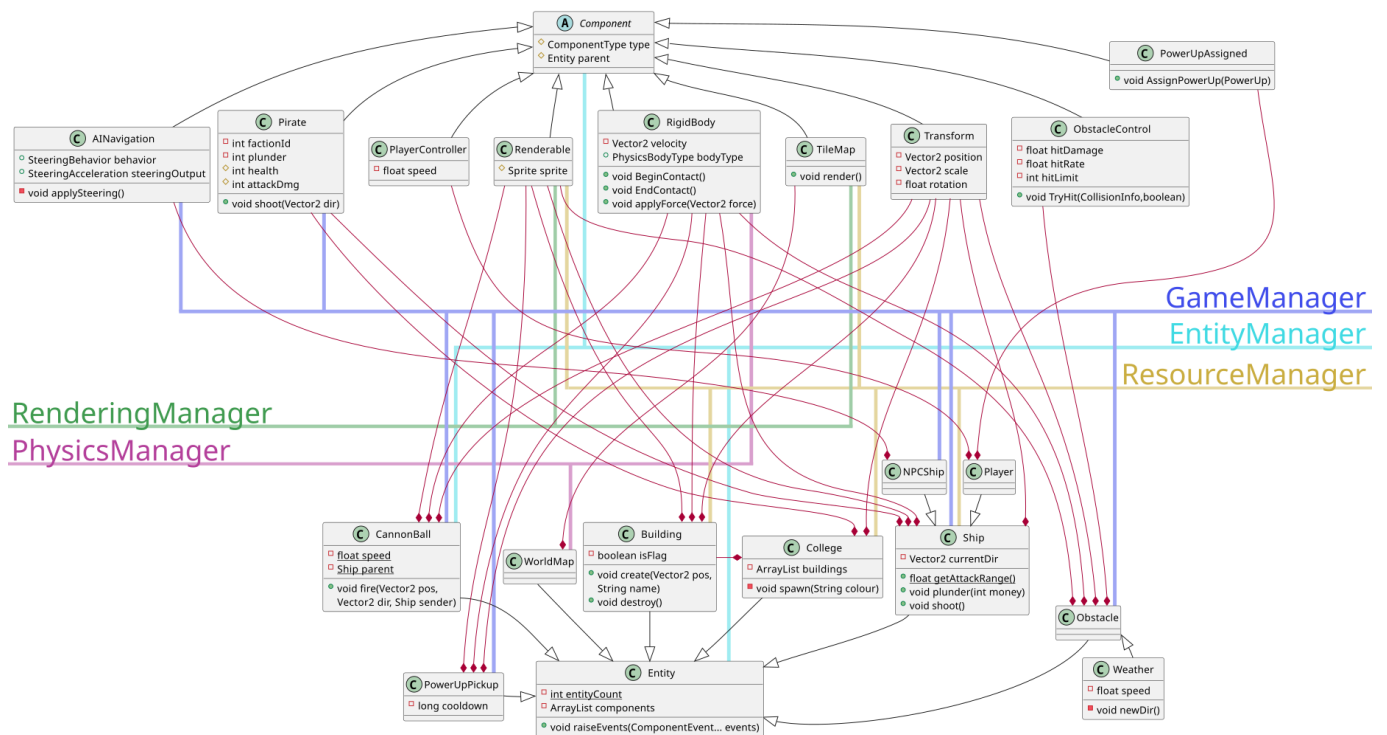 A Component
ComponentType type
Entity parent
C PowerUpAssigned
void AssignPowerUp(PowerUp)
C AINavigation
SteeringBehavior behavior
SteeringAcceleration steeringOutput
void applySteering()
C Pirate
int factionId
int plunder
int health
int attackDmg
void shoot(Vector2 dir)
C PlayerController
float speed
C Renderable
Sprite sprite
C RigidBody
Vector2 velocity
PhysicsBodyType bodyType
void BeginContact()
void EndContact()
void applyForce(Vector2 force)
C TileMap
void render()
C Transform
Vector2 position
Vector2 scale
float rotation
C ObstacleControl
float hitDamage
float hitRate
int hitLimit
void TryHit(CollisionInfo,boolean)
GameManager
EntityManager
ResourceManager
RenderingManager
PhysicsManager
C NPCShip
C Player
C CannonBall
float speed
Ship parent
void fire(Vector2 pos,
Vector2 dir, Ship sender)
C WorldMap
C Building
boolean isFlag
void create(Vector2 pos,
String name)
void destroy()
C College
ArrayList buildings
void spawn(String colour)
C Ship
Vector2 currentDir
float getAttackRange()
void plunder(int money)
void shoot()
C Obstacle
C PowerUpPickup
long cooldown
C Entity
int entityCount
ArrayList components
void raiseEvents(ComponentEvent... events)
C Weather
float speed
void newDir()